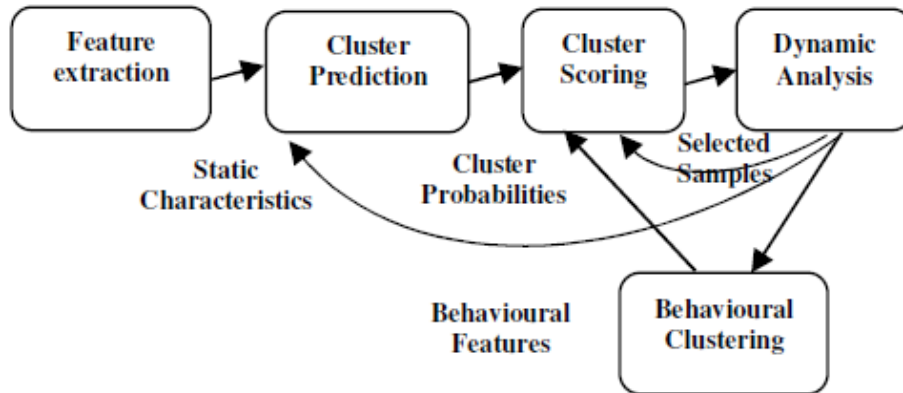 Feature
extraction
Cluster
Prediction
Cluster
Scoring
Dynamic
Analysis
Static
Characteristics
Cluster
Probabilities
Selected
Samples
Behavioural
Features
Behavioural
Clustering